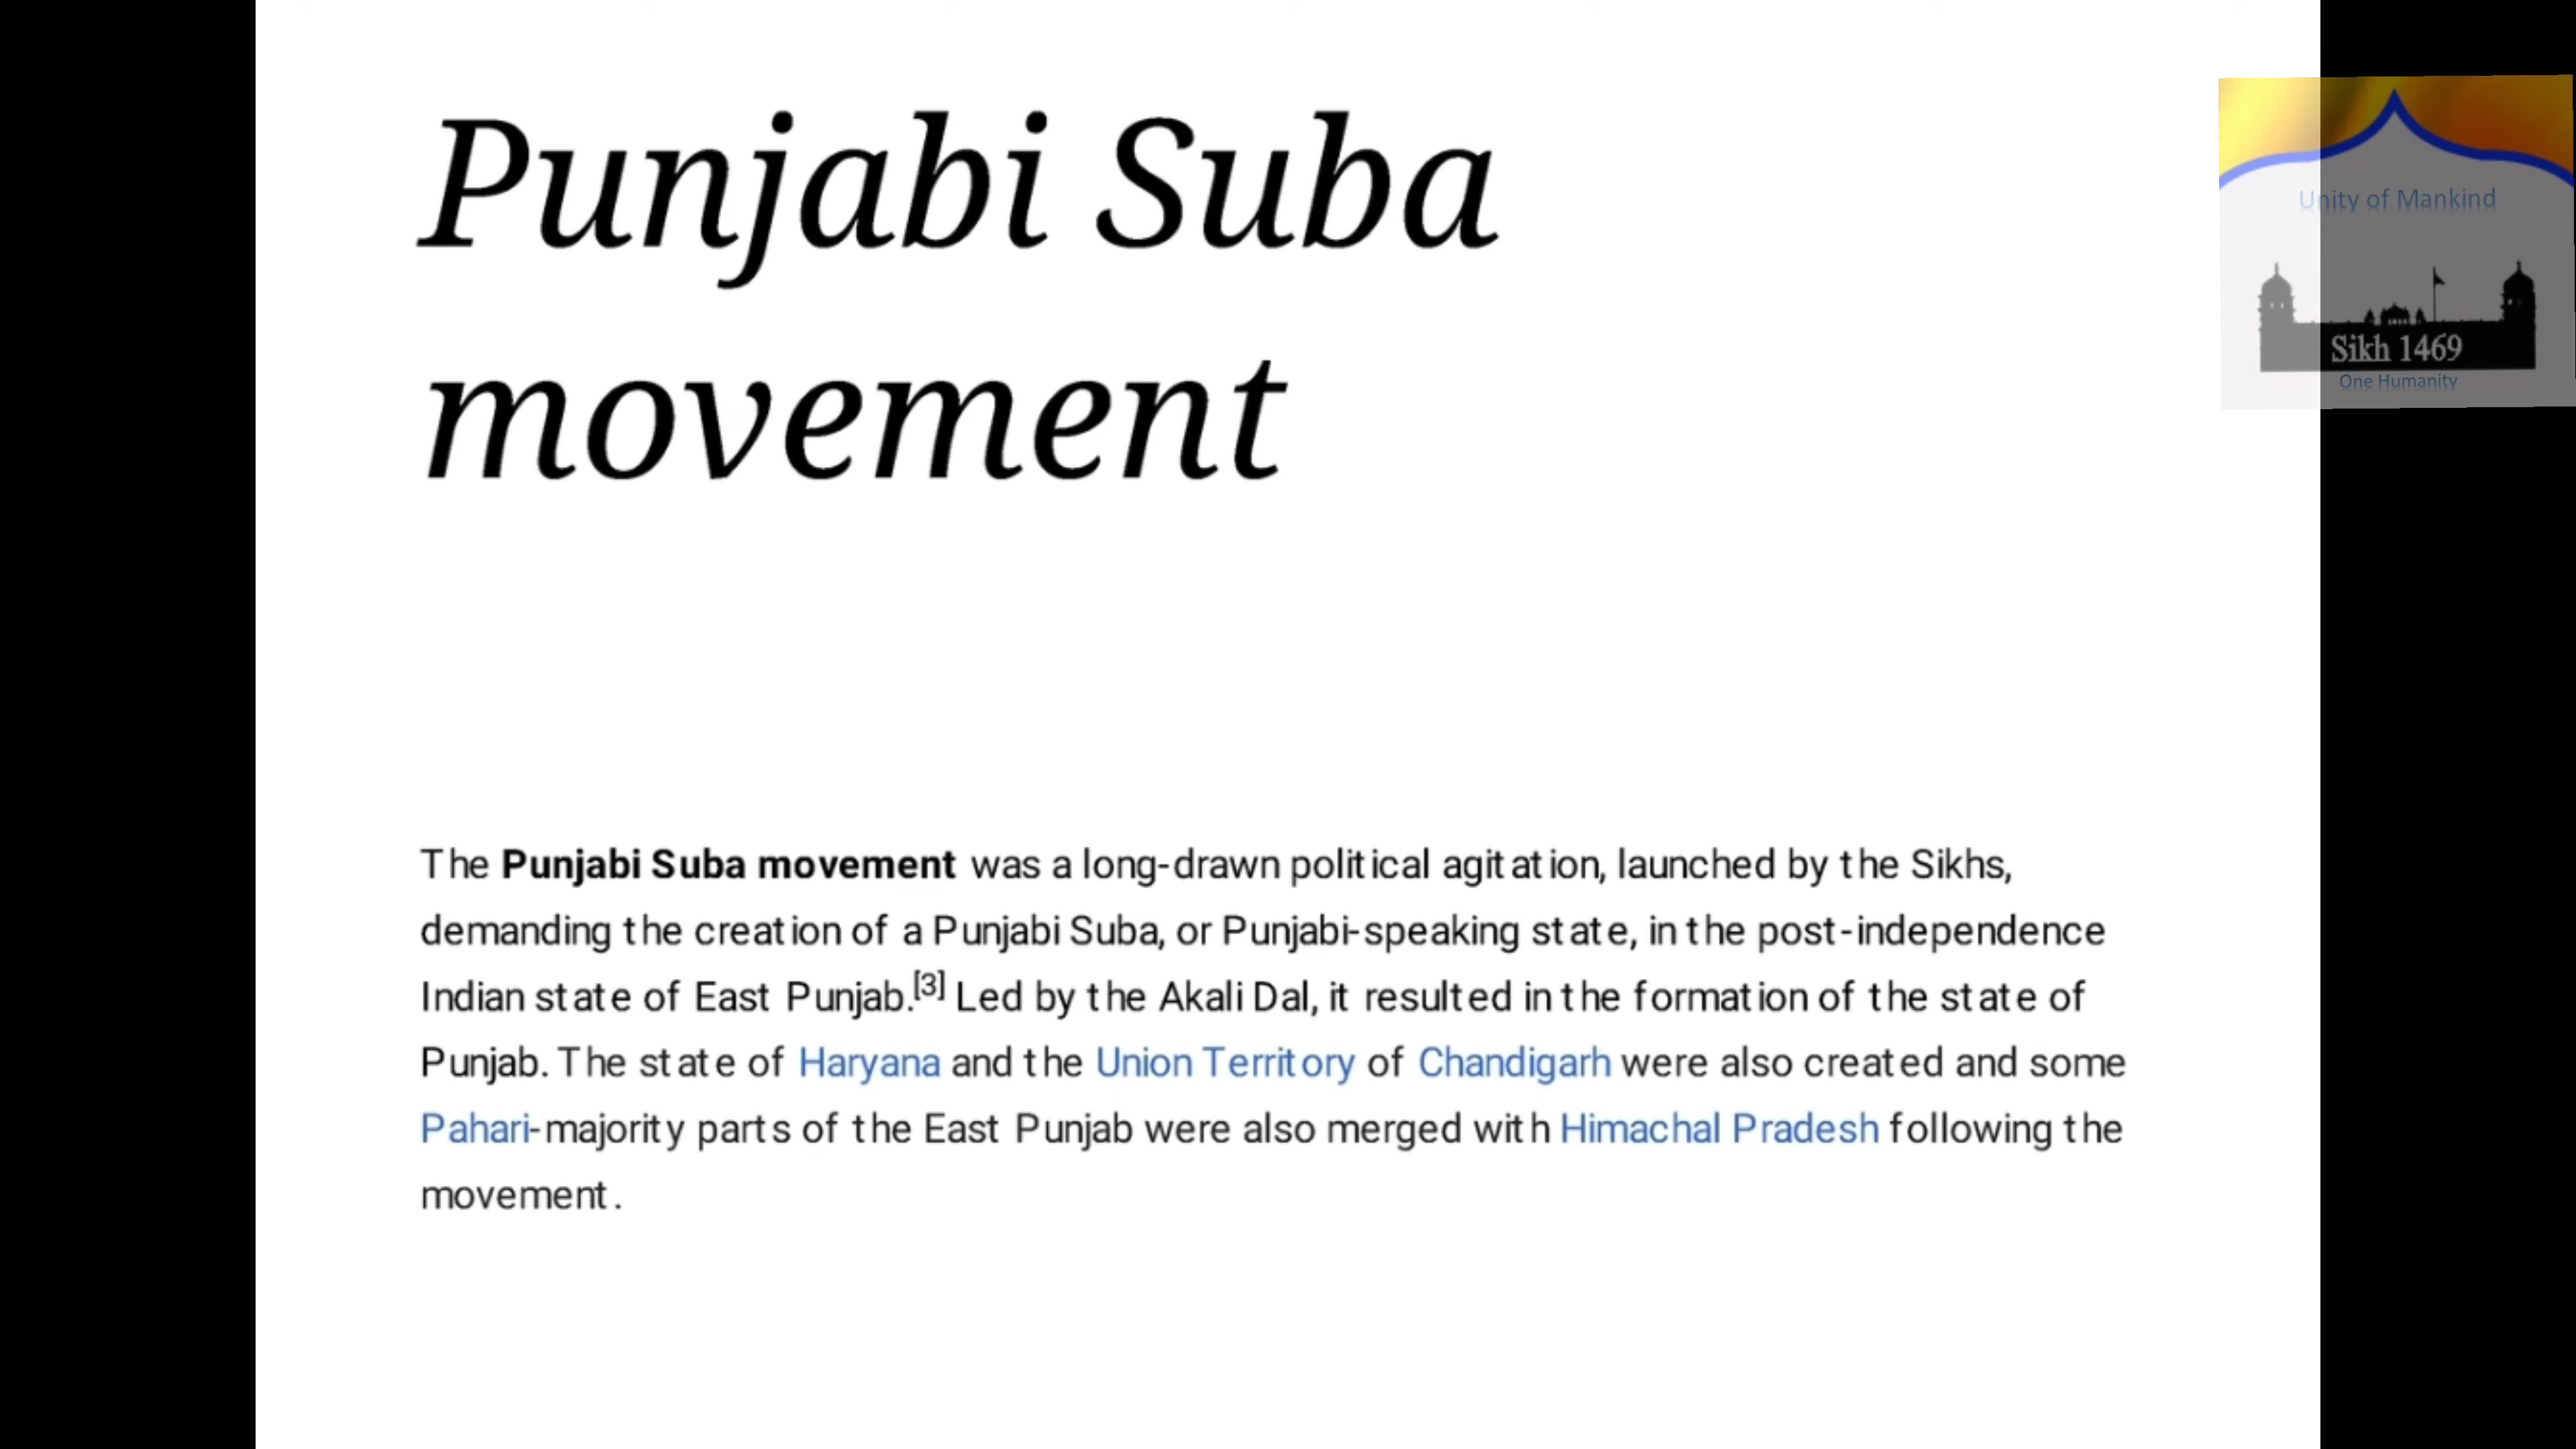 Punjabi Suba
movement
Unity of Mankind
Sikh 1469
One Humanity
The Punjabi Suba movement was a long-drawn political agitation, launched by the Sikhs,
demanding the creation of a Punjabi Suba, or Punjabi-speaking state, in the post-independence
Indian state of East Punjab.[3] Led by the Akali Dal, it resulted in the formation of the state of
Punjab. The state of Haryana and the Union Territory of Chandigarh were also created and some
Pahari-majority parts of the East Punjab were also merged with Himachal Pradesh following the
movement.